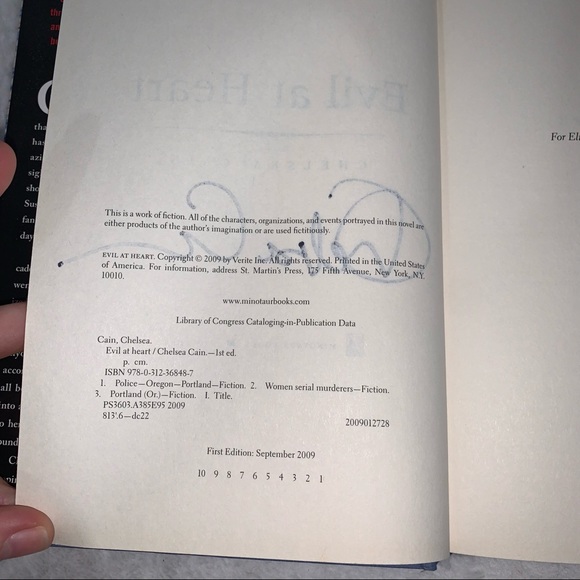 This is a work of fiction. All of the characters, organizations, and events portrayed in this novel are
either products of the author's imagination or are used fictitiously.
EVIL AT HEART. Copyright © 2009 by Verite Inc. All rights reserved. Printed in the United States
of America. For information, address St. Martin's Press, 175 Fifth Avenue, New York, N.Y.
10010.
www.minotaurbooks.com
Library of Congress Cataloging-in-Publication Data
Cain, Chelsea.
Evil at heart / Chelsea Cain.—1st ed.
p. cm.
ISBN 978-0-312-36848-7
1. Police—Oregon—Portland—Fiction. 2. Women serial murderers—Fiction.
3. Portland (Or.)—Fiction. I. Title.
PS3603.A385E95 2009
813'.6—dc22
2009012728
First Edition: September 2009
10 9 8 7 6 5 4 3 2 1
For